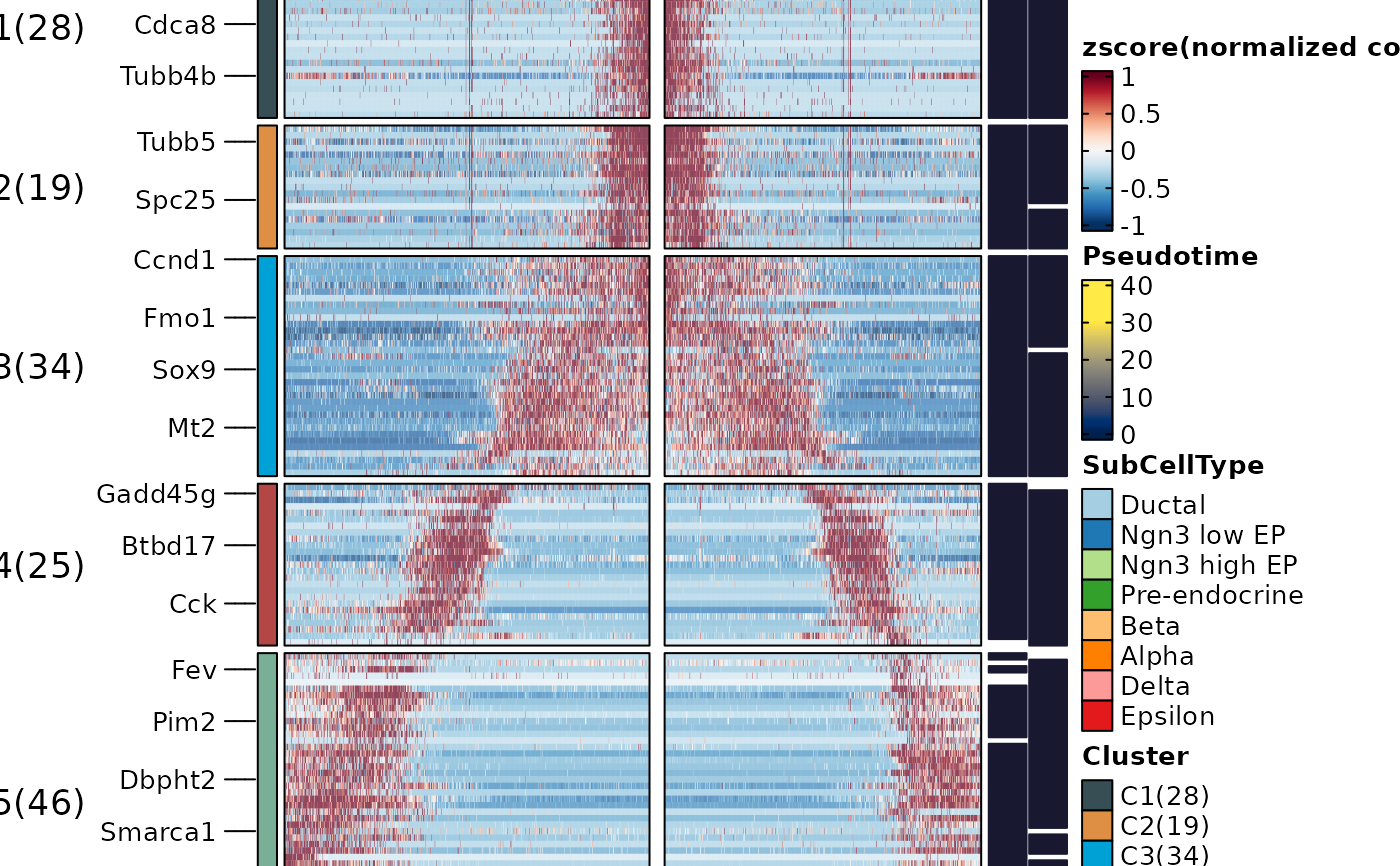 1(28)
Cdca8
Tubb4b
2(19)
Tubb5
Spc25
3(34)
Ccnd1
Fmo1
Sox9
Mt2
4(25)
Gadd45g
Btbd17
Cck
5(46)
Fev
Pim2
Dbpht2
Smarca1
zscore(normalized co
1
0.5
0
-0.5
-1
Pseudotime
40
30
20
10
0
SubCellType
Ductal
Ngn3 low EP
Ngn3 high EP
Pre-endocrine
Beta
Alpha
Delta
Epsilon
Cluster
C1(28)
C2(19)
C3(34)